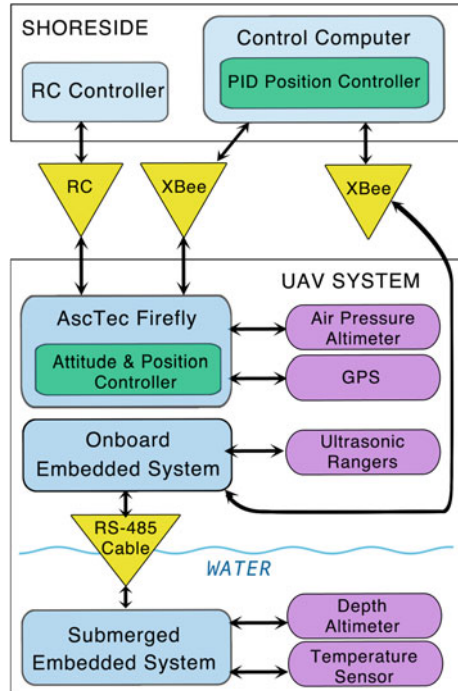 SHORESIDE
RC Controller
Control Computer
PID Position Controller
RC
XBee
XBee
UAV SYSTEM
AscTec Firefly
Attitude & Position
Controller
Air Pressure
Altimeter
GPS
Onboard
Embedded System
Ultrasonic
Rangers
RS-485
Cable
WATER
Submerged
Embedded System
Depth
Altimeter
Temperature
Sensor